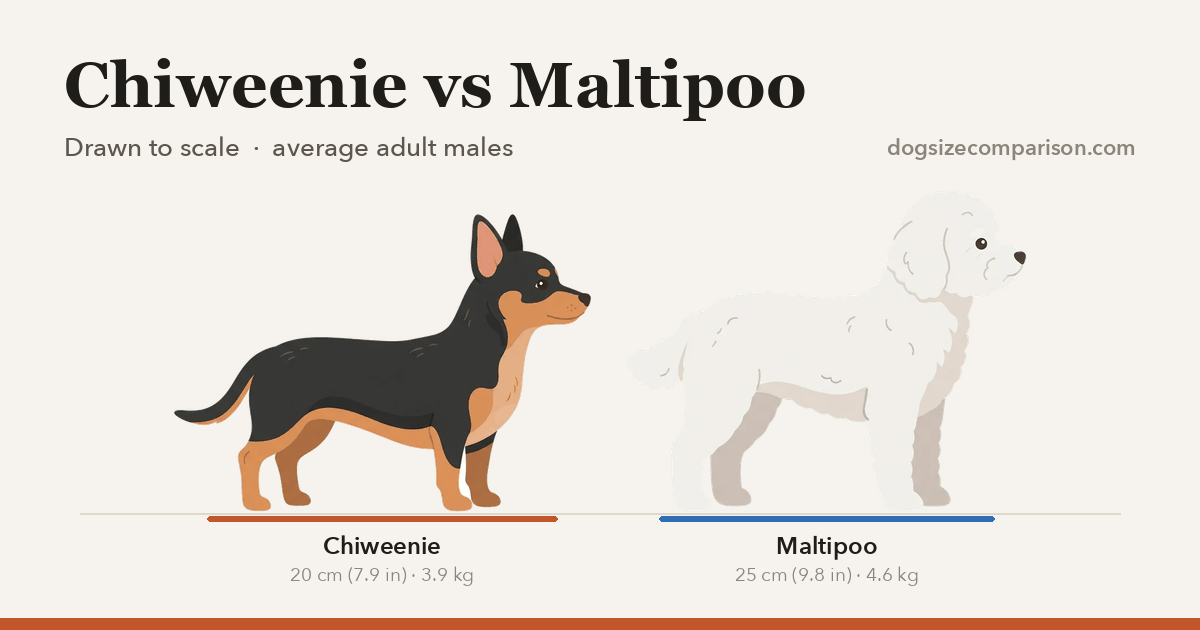 Chiweenie vs Maltipoo
Drawn to scale · average adult males
dogsizecomparison.com
Chiweenie
20 cm (7.9 in) · 3.9 kg
Maltipoo
25 cm (9.8 in) · 4.6 kg